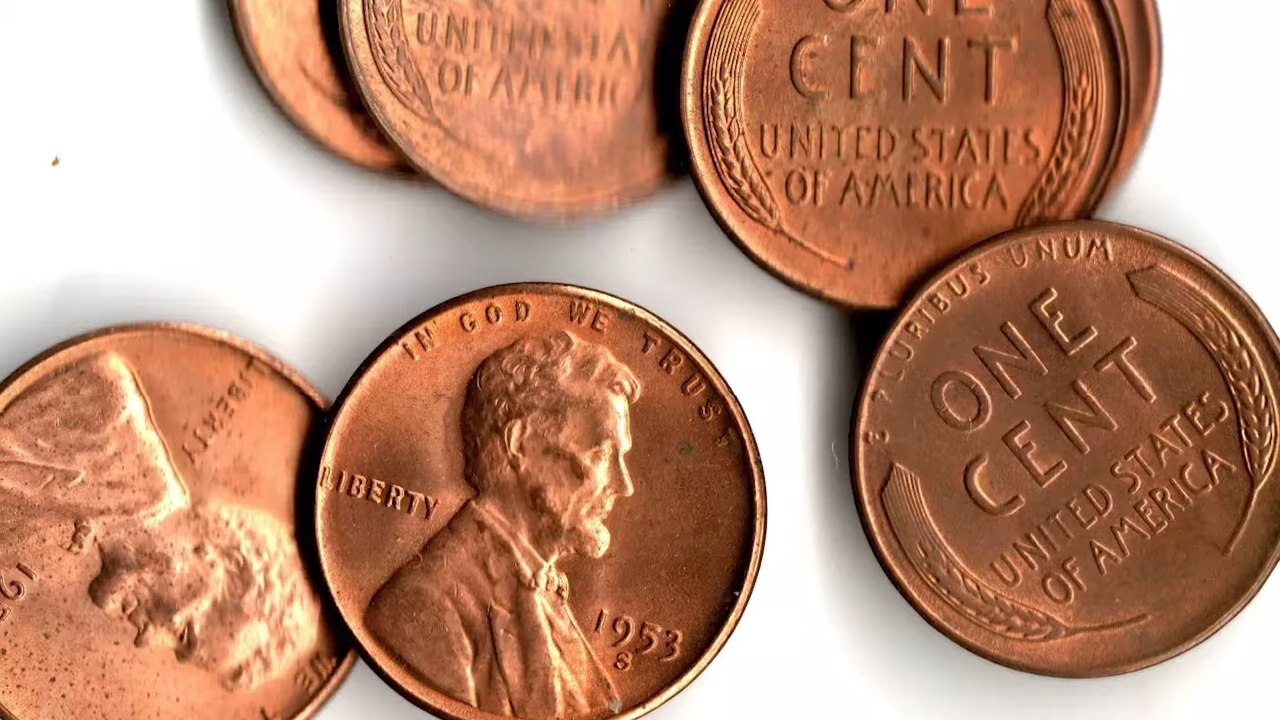 UNITED STA
OF AMERIC
ONE
CENT
UNITED STATES
OF AMERICA
E PLURIBUS UNUM
ONE
CENT
UNITED STATES
OF AMERICA
IN GOD WE TRUST
LIBERTY
1953
S
LIBERTY
WE